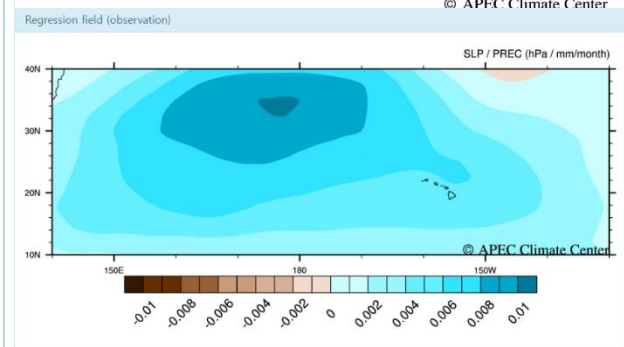 © APEC Climate Center
Regression field (observation)
SLP / PREC (hPa / mm/month)
40N
30N
20N
10N
© APEC Climate Center
150E 180 150W
-0.01 -0.008 -0.006 -0.004 -0.002 0 0.002 0.004 0.006 0.008 0.01